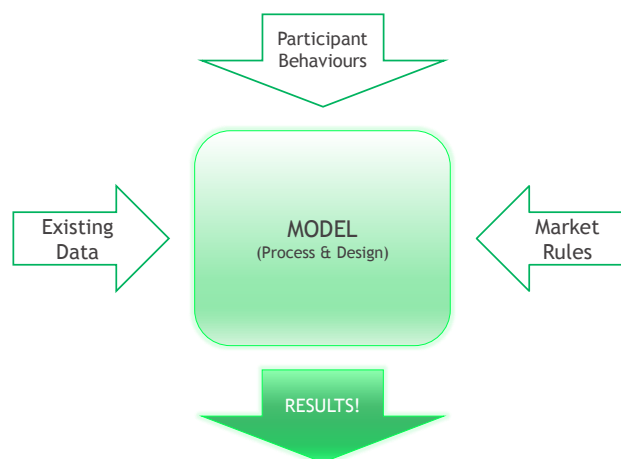 Participant
Behaviours
Existing
Data
MODEL
(Process & Design)
Market
Rules
RESULTS!